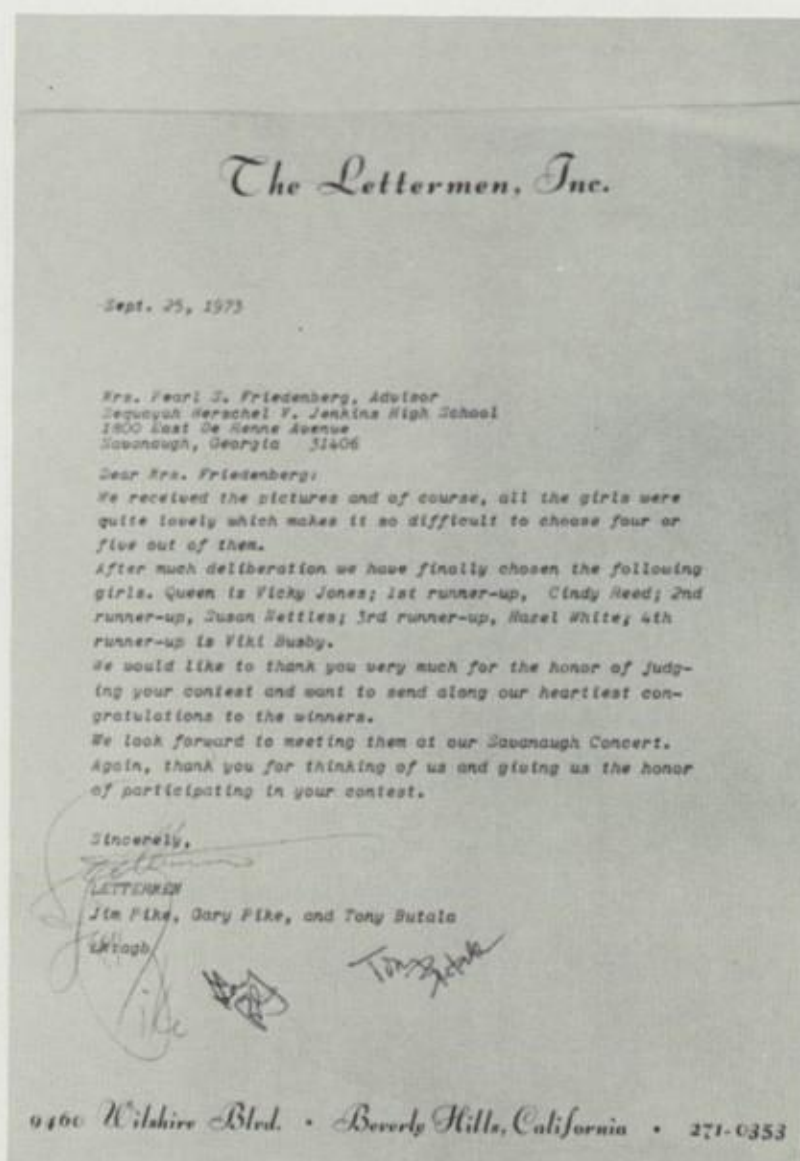 The Lettermen, Inc.
Sept. 25, 1973
Mrs. Pearl S. Friedenberg, Advisor
Sequoyah Herschel V. Jenkins High School
1800 East De Renne Avenue
Savanaugh, Georgia 31406
Dear Mrs. Friedenberg:
We received the pictures and of course, all the girls were
quite lovely which makes it so difficult to choose four or
five out of them.
After much deliberation we have finally chosen the following
girls. Queen is Vicky Jones; 1st runner-up, Cindy Reed; 2nd
runner-up, Susan Nettles; 3rd runner-up, Hazel White; 4th
runner-up is Viki Busby.
We would like to thank you very much for the honor of judg-
ing your contest and want to send along our heartiest con-
gratulations to the winners.
We look forward to meeting them at our Savanaugh Concert.
Again, thank you for thinking of us and giving us the honor
of participating in your contest.
Sincerely,
LETTERMEN
Jim Pike, Gary Pike, and Tony Butala
Tony Butala
9460 Wilshire Blvd. • Beverly Hills, California • 271-0353